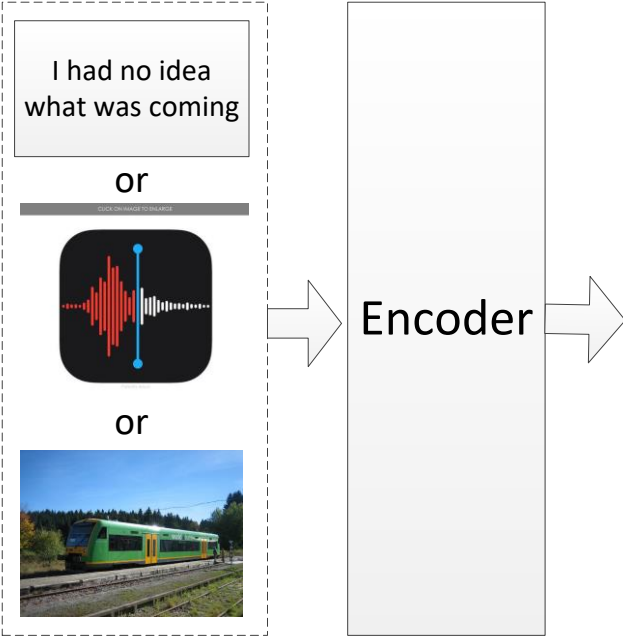 I had no idea
what was coming
or
CLICK ON IMAGE TO ENLARGE
or
Encoder